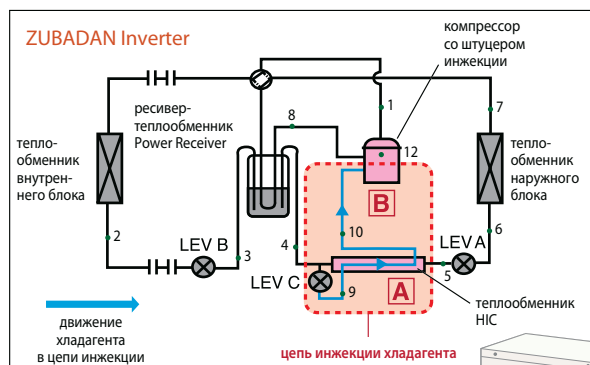 ZUBADAN Inverter
компрессор
со штуцером
инжекции
ресивер-
теплообменник
Power Receiver
8
1
7
тепло-
обменник
внутрен-
него блока
12
тепло-
обменник
наружного
блока
B
2
LEV B
3
4
10
LEV A
6
5
LEV C
9
A
теплообменник
HIC
движение
хладагента
в цепи инжекции
цепь инжекции хладагента